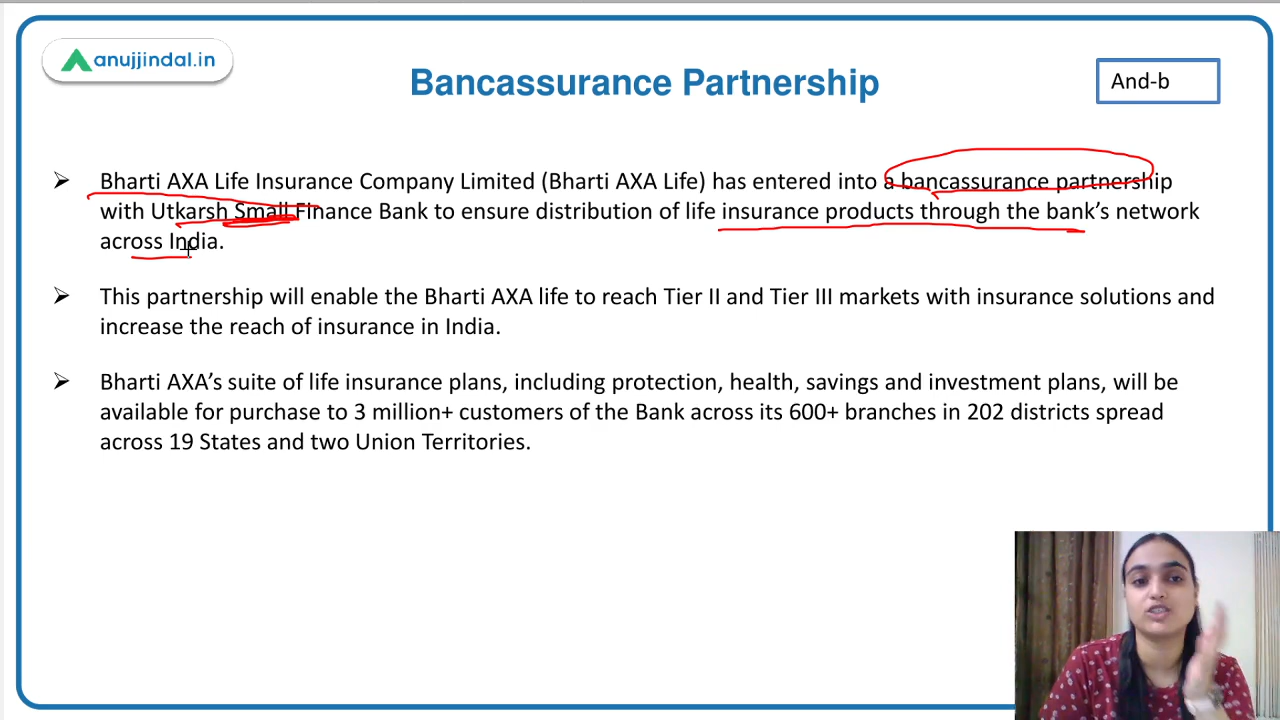 anujjindal.in
Bancassurance Partnership
And-b
➢ Bharti AXA Life Insurance Company Limited (Bharti AXA Life) has entered into a bancassurance partnership
with Utkarsh Small Finance Bank to ensure distribution of life insurance products through the bank’s network
across India.
➢ This partnership will enable the Bharti AXA life to reach Tier II and Tier III markets with insurance solutions and
increase the reach of insurance in India.
➢ Bharti AXA’s suite of life insurance plans, including protection, health, savings and investment plans, will be
available for purchase to 3 million+ customers of the Bank across its 600+ branches in 202 districts spread
across 19 States and two Union Territories.